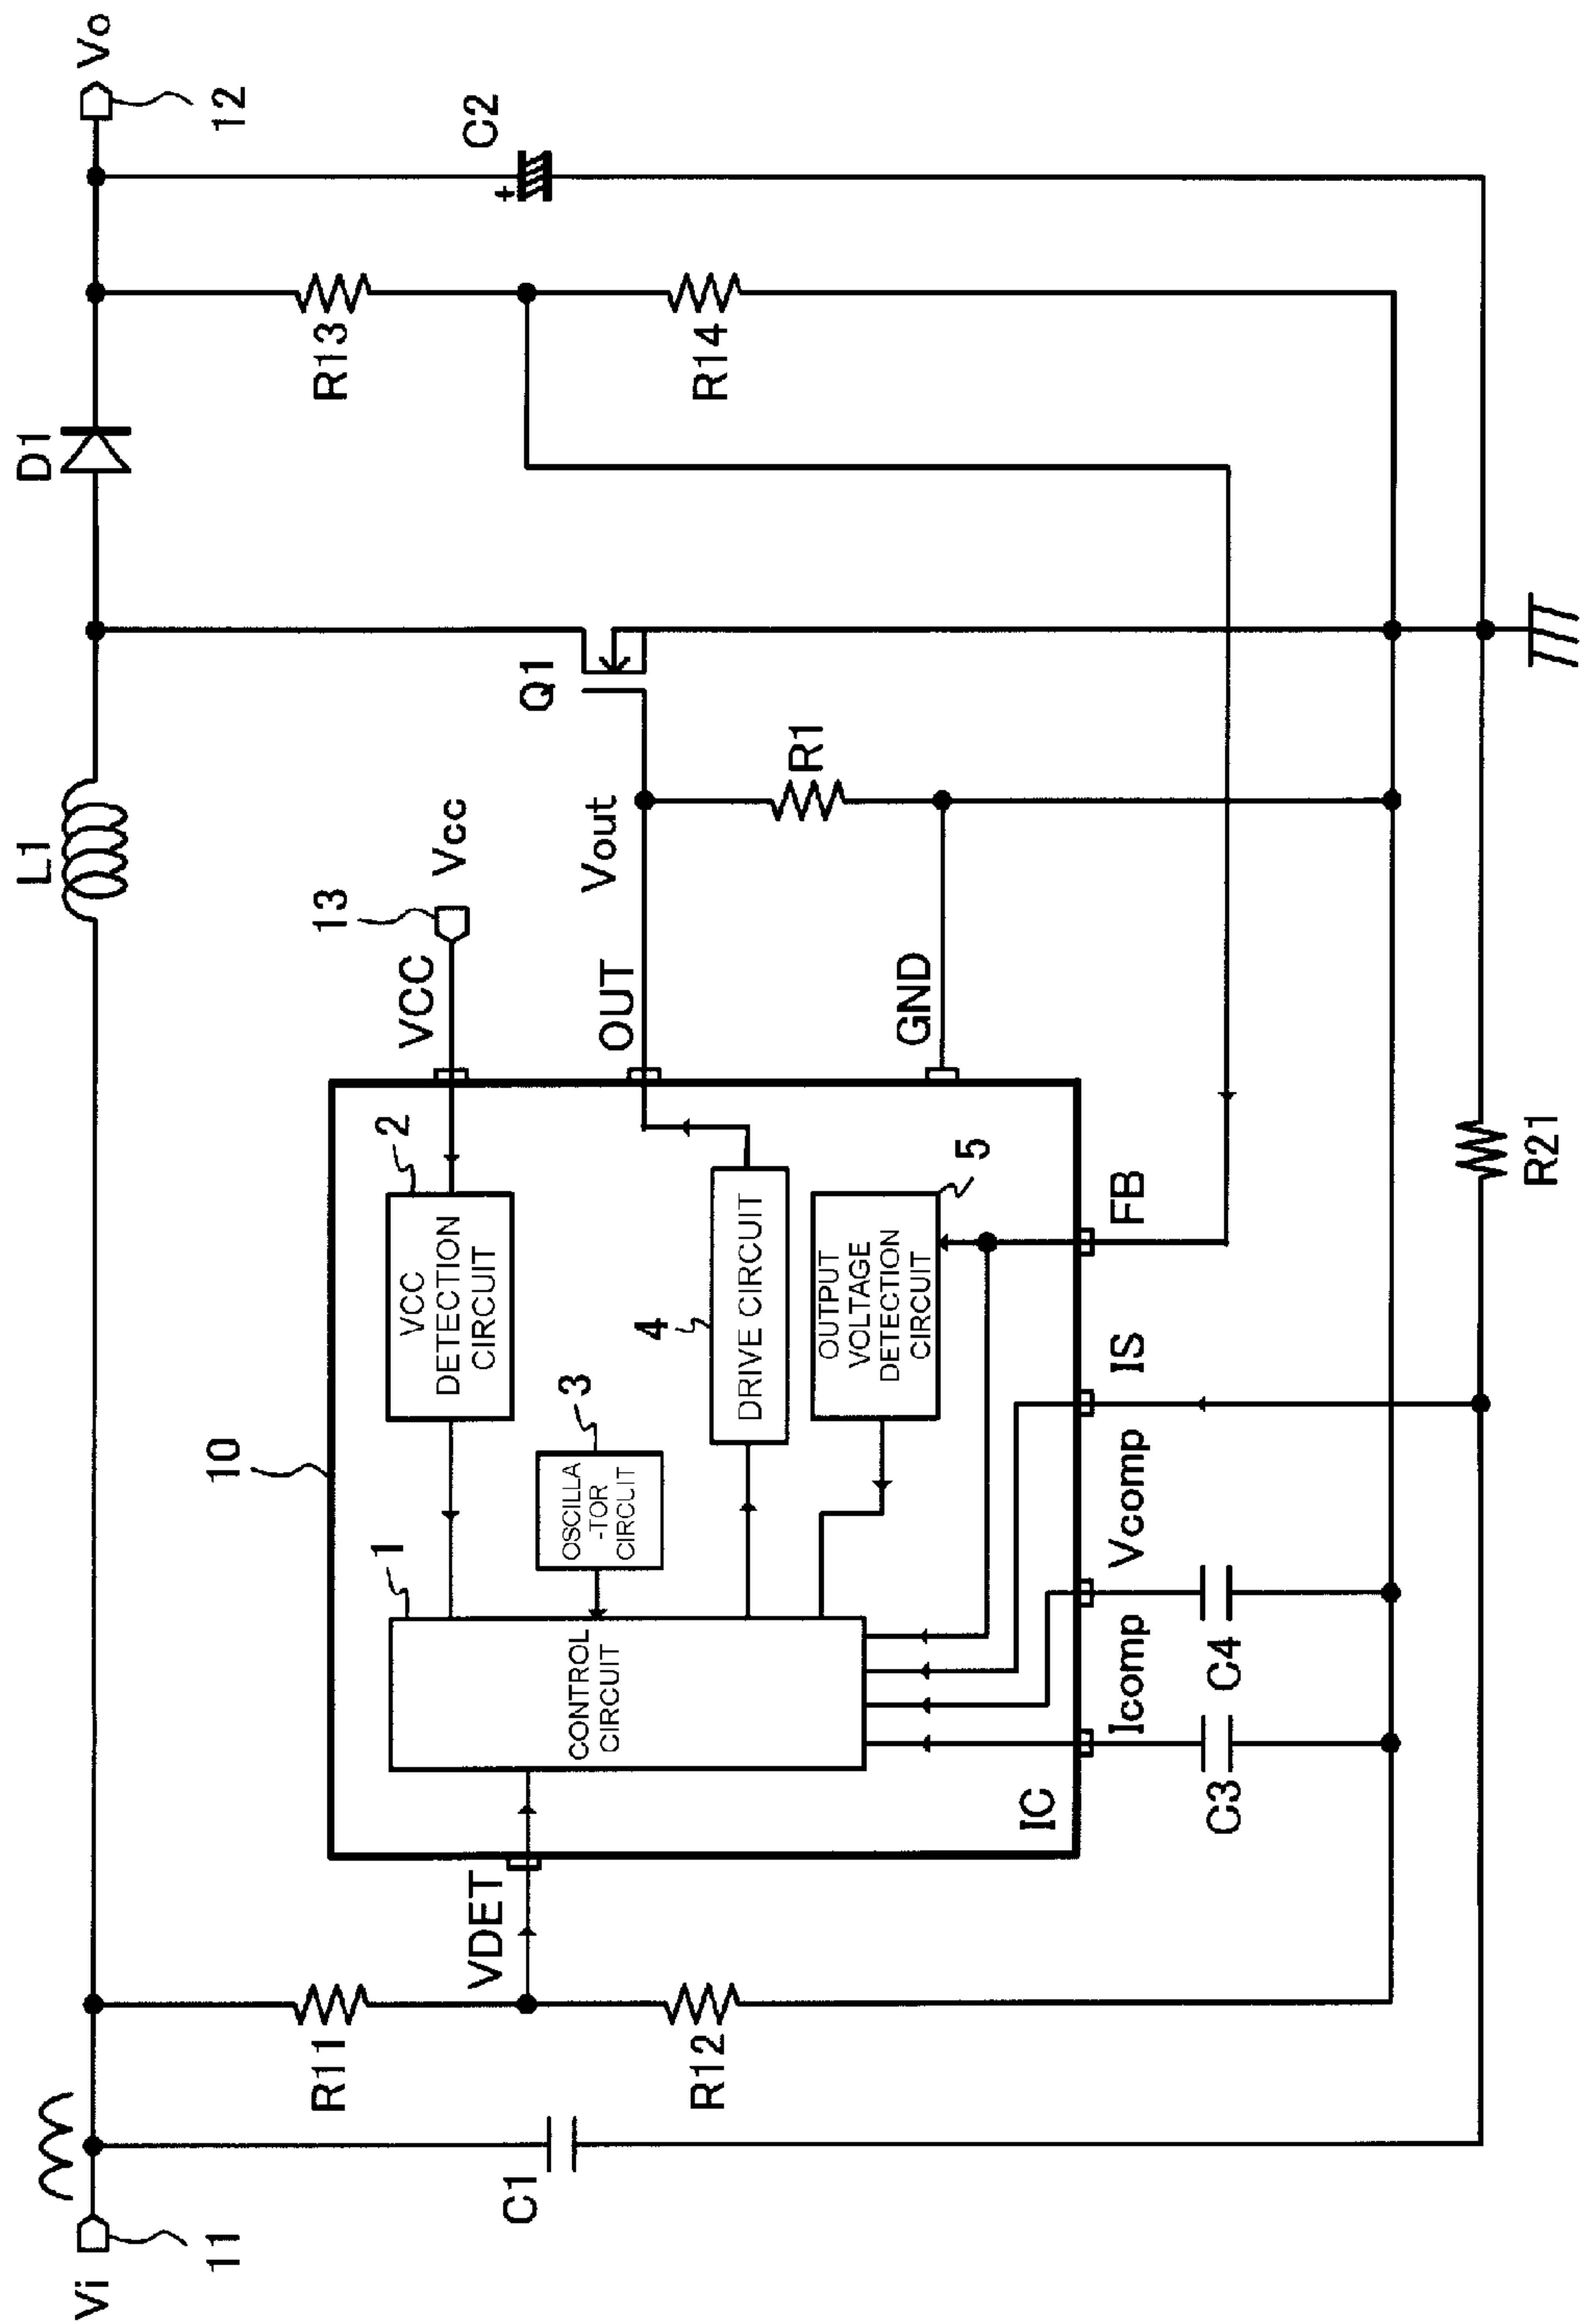 Vi
11
L1
D1
Vo
12
R11
R12
C1
VDET
10
1
CONTROL
CIRCUIT
2
VCC
DETECTION
CIRCUIT
3
OSCILLA
-TOR
CIRCUIT
4
DRIVE CIRCUIT
5
OUTPUT
VOLTAGE
DETECTION
CIRCUIT
IC
VCC
13
Vcc
OUT
Vout
GND
Q1
R1
R13
R14
C2
+
Icomp
Vcomp
IS
FB
C3
C4
R21